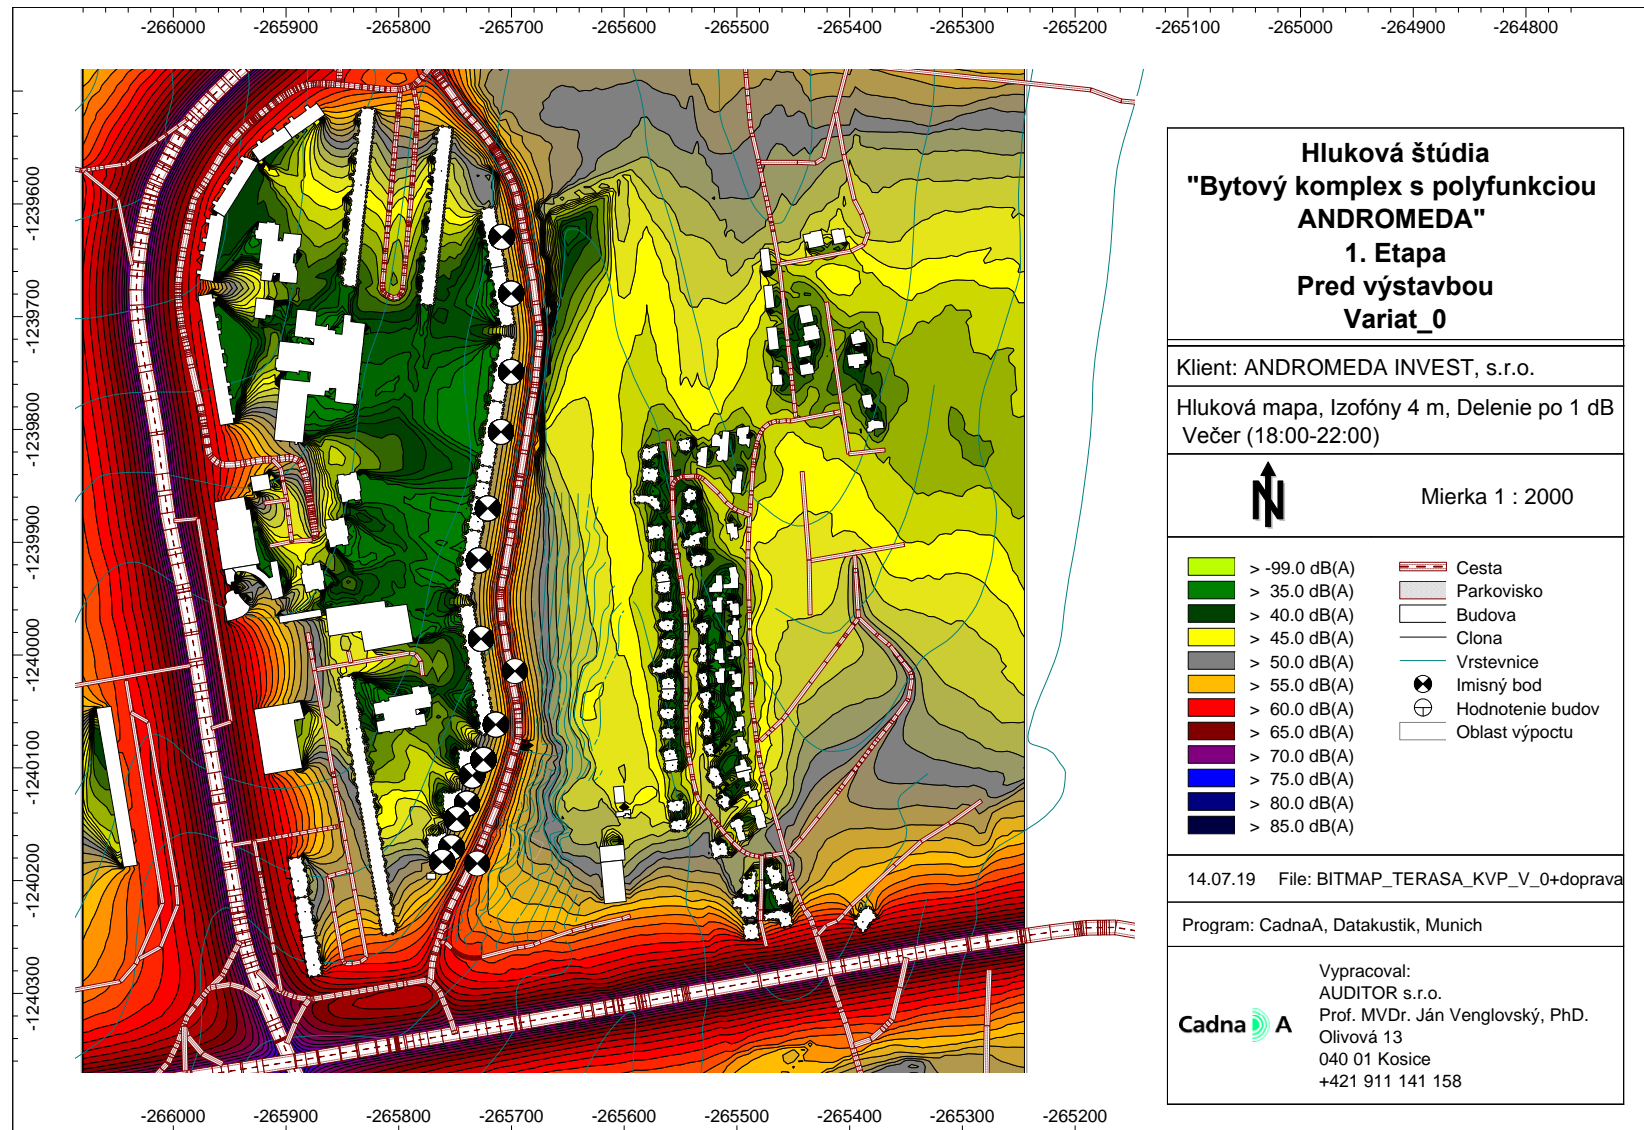 -266000 -265900 -265800 -265700 -265600 -265500 -265400 -265300 -265200 -265100 -265000 -264900 -264800
-1239600
-1239700
-1239800
-1239900
-1240000
-1240100
-1240200
-1240300
-266000 -265900 -265800 -265700 -265600 -265500 -265400 -265300 -265200
Hluková štúdia
"Bytový komplex s polyfunkciou
ANDROMEDA"
1. Etapa
Pred výstavbou
Variat_0
Klient: ANDROMEDA INVEST, s.r.o.
Hluková mapa, Izofóny 4 m, Delenie po 1 dB
Večer (18:00-22:00)
N
Mierka 1 : 2000
> -99.0 dB(A)
> 35.0 dB(A)
> 40.0 dB(A)
> 45.0 dB(A)
> 50.0 dB(A)
> 55.0 dB(A)
> 60.0 dB(A)
> 65.0 dB(A)
> 70.0 dB(A)
> 75.0 dB(A)
> 80.0 dB(A)
> 85.0 dB(A)
Cesta
Parkovisko
Budova
Clona
Vrstevnice
Imisný bod
Hodnotenie budov
Oblast výpoctu
14.07.19 File: BITMAP_TERASA_KVP_V_0+doprava
Program: CadnaA, Datakustik, Munich
Cadna A
Vypracoval:
AUDITOR s.r.o.
Prof. MVDr. Ján Venglovský, PhD.
Olivová 13
040 01 Kosice
+421 911 141 158